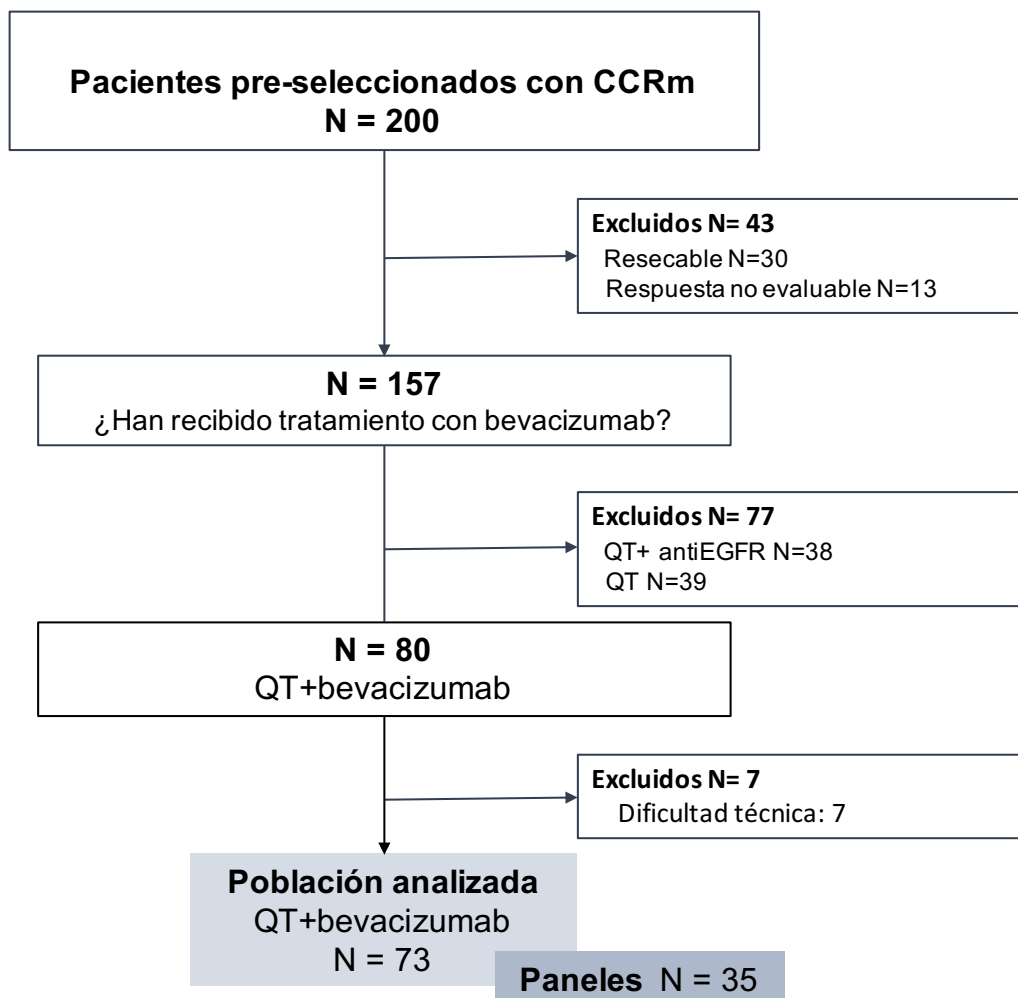 Pacientes pre-seleccionados con CCRm
N = 200
Excluidos N= 43
Resecable N=30
Respuesta no evaluable N=13
N = 157
¿Han recibido tratamiento con bevacizumab?
Excluidos N= 77
QT+ antiEGFR N=38
QT N=39
N = 80
QT+bevacizumab
Excluidos N= 7
Dificultad técnica: 7
Población analizada
QT+bevacizumab
N = 73
Paneles N = 35